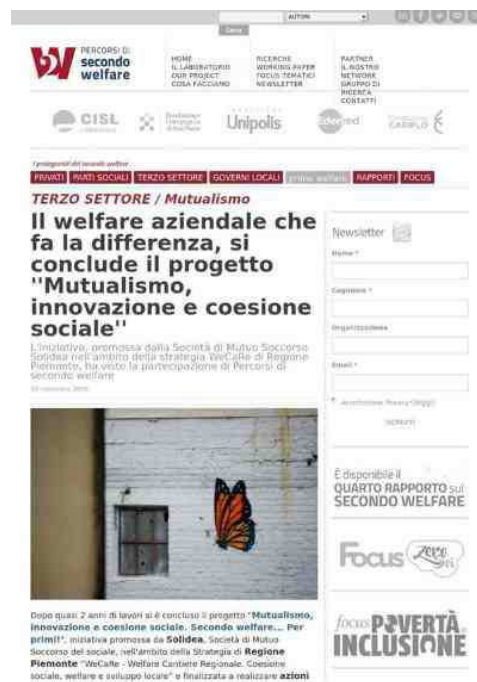 AUTORI
Cerca
PERCORSI DI
secondo
welfare
HOME
IL LABORATORIO
OUR PROJECT
COSA FACCIAMO
RICERCHE
WORKING PAPER
FOCUS TEMATICI
NEWSLETTER
PARTNER
IL NOSTRO
NETWORK
GRUPPO DI
RICERCA
CONTATTI
CISL
Unipolis
CARIPLO
I protagonisti del secondo welfare
PRIVATI PARTI SOCIALI TERZO SETTORE GOVERNI LOCALI primo welfare RAPPORTI FOCUS
TERZO SETTORE / Mutualismo
Il welfare aziendale che
fa la differenza, si
conclude il progetto
"Mutualismo,
innovazione e coesione
sociale"
L'iniziativa, promossa dalla Società di Mutuo Soccorso
Solidea nell'ambito della strategia WeCaRe di Regione
Piemonte, ha visto la partecipazione di Percorsi di
secondo welfare
Newsletter
Nome *
Cognome *
Organizzazione
Email *
ISCRIVITI
È disponibile il
QUARTO RAPPORTO sul
SECONDO WELFARE
Focus ZeroSei
focus POVERTÀ
INCLUSIONE
Dopo quasi 2 anni di lavori si è concluso il progetto "Mutualismo,
innovazione e coesione sociale. Secondo welfare... Per
primi!", iniziativa promossa da Solidea, Società di Mutuo
Soccorso del sociale, nell'ambito della Strategia di Regione
Piemonte "WeCaRe - Welfare Cantiere Regionale. Coesione
sociale, welfare e sviluppo locale" e finalizzata a realizzare azioni